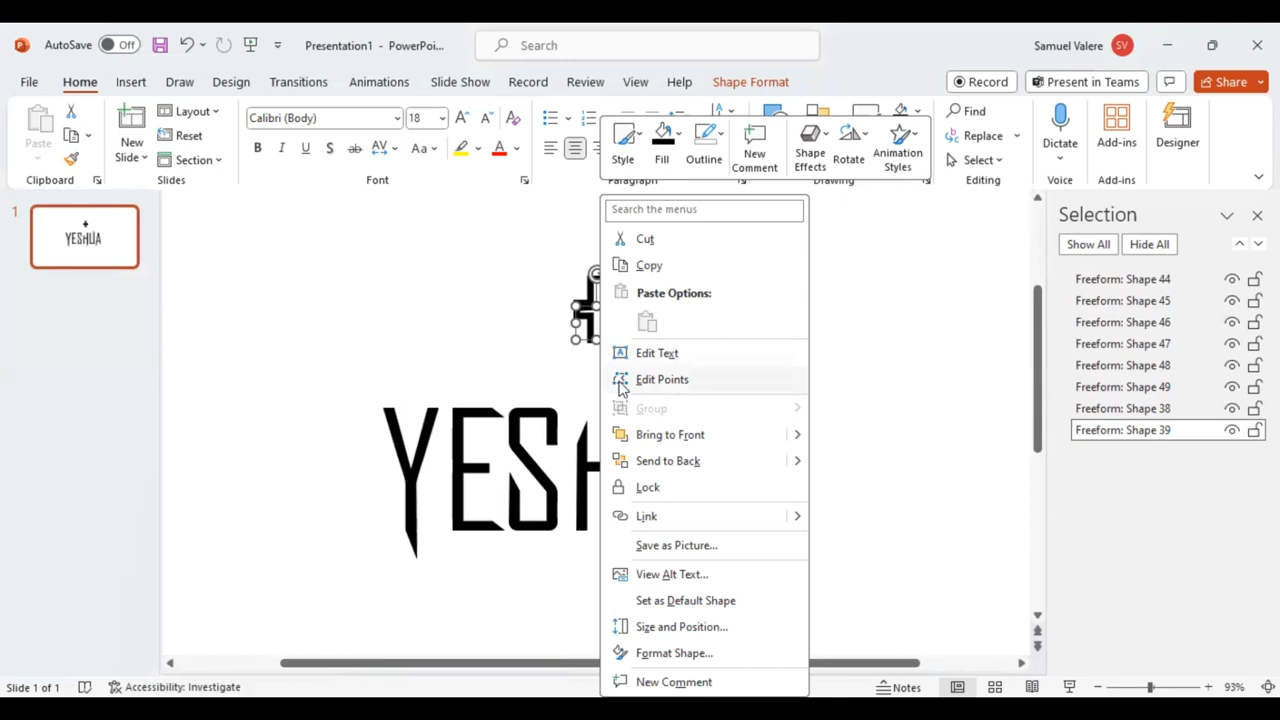 AutoSave Off Presentation1 - PowerPoi... Search Samuel Valere SV
File Home Insert Draw Design Transitions Animations Slide Show Record Review View Help Shape Format Record Present in Teams Share
Paste
Clipboard
New
Slide
Layout
Reset
Section
Slides
Calibri (Body) 18
B I U S ab AV Aa A
Font
Paragraph
Drawing
Find
Replace
Select
Editing
Dictate
Voice
Add-ins
Add-ins
Designer
Style
Fill
Outline
New
Comment
Shape
Effects
Rotate
Animation
Styles
1
YESHUA
YESH
Search the menus
Cut
Copy
Paste Options:
Edit Text
Edit Points
Group
Bring to Front
Send to Back
Lock
Link
Save as Picture...
View Alt Text...
Set as Default Shape
Size and Position...
Format Shape...
New Comment
Selection
Show All Hide All
Freeform: Shape 44
Freeform: Shape 45
Freeform: Shape 46
Freeform: Shape 47
Freeform: Shape 48
Freeform: Shape 49
Freeform: Shape 38
Freeform: Shape 39
Slide 1 of 1 Accessibility: Investigate Notes 93%